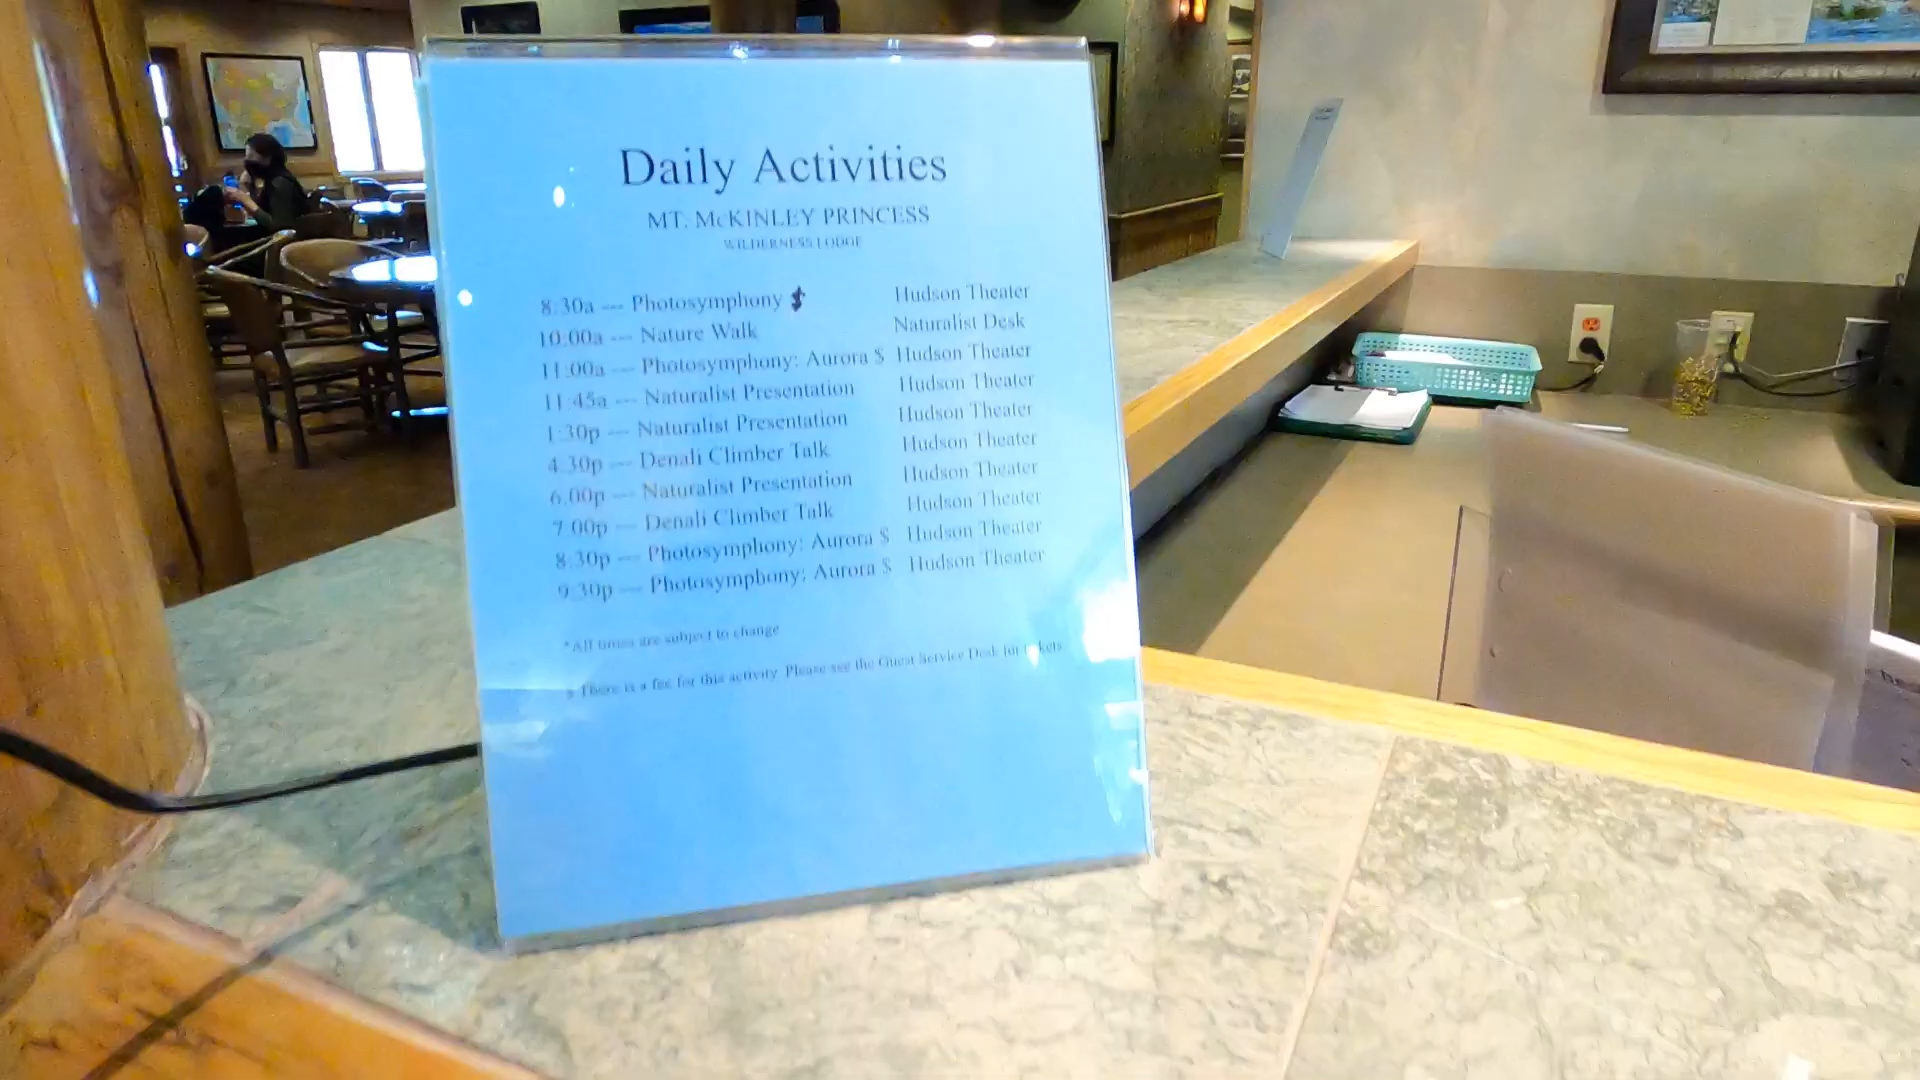 Daily Activities
MT. McKINLEY PRINCESS
WILDERNESS LODGE
8:30a --- Photosymphony $ Hudson Theater
10:00a --- Nature Walk Naturalist Desk
11:00a --- Photosymphony: Aurora $ Hudson Theater
11:45a --- Naturalist Presentation Hudson Theater
1:30p --- Naturalist Presentation Hudson Theater
4:30p --- Denali Climber Talk Hudson Theater
6:00p --- Naturalist Presentation Hudson Theater
7:00p --- Denali Climber Talk Hudson Theater
8:30p --- Photosymphony: Aurora $ Hudson Theater
9:30p --- Photosymphony: Aurora $ Hudson Theater
*All times are subject to change
$ There is a fee for this activity. Please see the Guest Service Desk for tickets